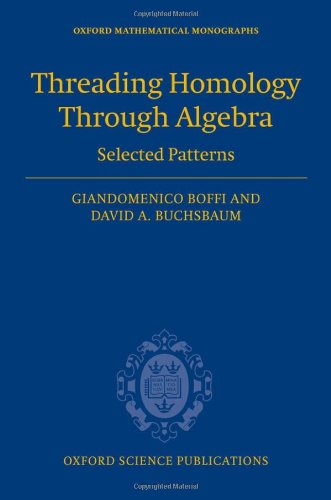 OXFORD MATHEMATICAL MONOGRAPHS
Threading Homology
Through Algebra
Selected Patterns
GIANDOMENICO BOFFI AND
DAVID A. BUCHSBAUM
OXFORD SCIENCE PUBLICATIONS